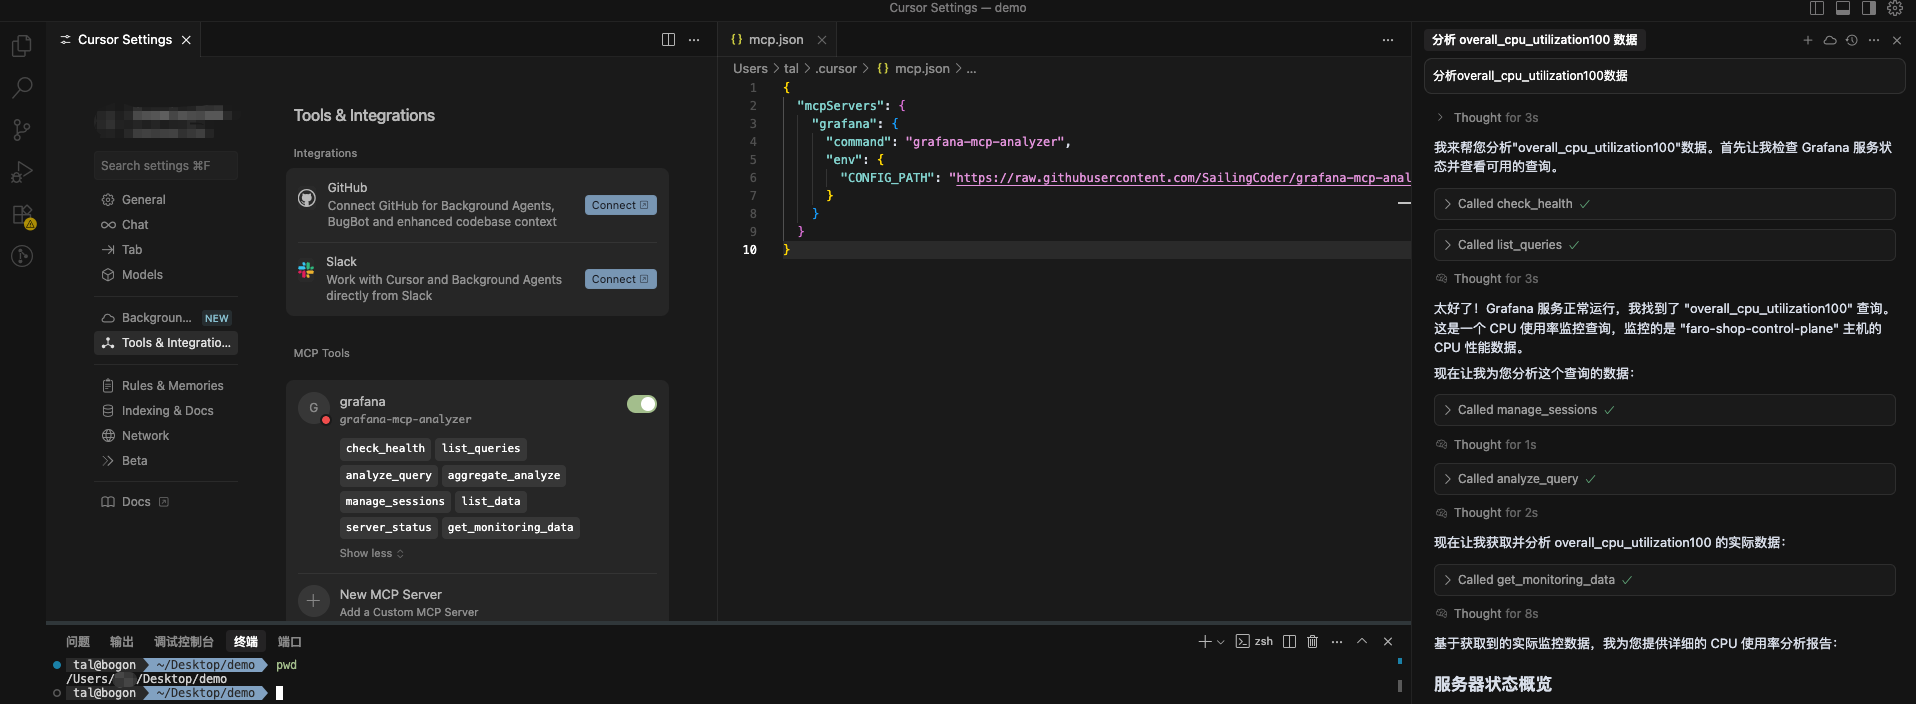 Cursor Settings — demo
Cursor Settings
Search settings ⌘F
General
Chat
Tab
Models
Backgroun... NEW
Tools & Integratio...
Rules & Memories
Indexing & Docs
Network
Beta
Docs
Tools & Integrations
Integrations
GitHub
Connect GitHub for Background Agents,
BugBot and enhanced codebase context
Connect
Slack
Work with Cursor and Background Agents
directly from Slack
Connect
MCP Tools
G
grafana
grafana-mcp-analyzer
check_health list_queries
analyze_query aggregate_analyze
manage_sessions list_data
server_status get_monitoring_data
Show less
New MCP Server
Add a Custom MCP Server
{} mcp.json
Users > tal > .cursor > {} mcp.json > ...
1 {
2 "mcpServers": {
3 "grafana": {
4 "command": "grafana-mcp-analyzer",
5 "env": {
6 "CONFIG_PATH": "https://raw.githubusercontent.com/SailingCoder/grafana-mcp-anal
7 }
8 }
9 }
10 }
问题 输出 调试控制台 终端 端口
zsh
tal@bogon ~/Desktop/demo pwd
/Users/ /Desktop/demo
tal@bogon ~/Desktop/demo
分析 overall_cpu_utilization100 数据
分析overall_cpu_utilization100数据
Thought for 3s
我来帮您分析"overall_cpu_utilization100"数据。首先让我检查 Grafana 服务状
态并查看可用的查询。
Called check_health
Called list_queries
Thought for 3s
太好了！Grafana 服务正常运行，我找到了 "overall_cpu_utilization100" 查询。
这是一个 CPU 使用率监控查询，监控的是 "faro-shop-control-plane" 主机的
CPU 性能数据。
现在让我为您分析这个查询的数据：
Called manage_sessions
Thought for 1s
Called analyze_query
Thought for 2s
现在让我获取并分析 overall_cpu_utilization100 的实际数据：
Called get_monitoring_data
Thought for 8s
基于获取到的实际监控数据，我为您提供详细的 CPU 使用率分析报告：
服务器状态概览